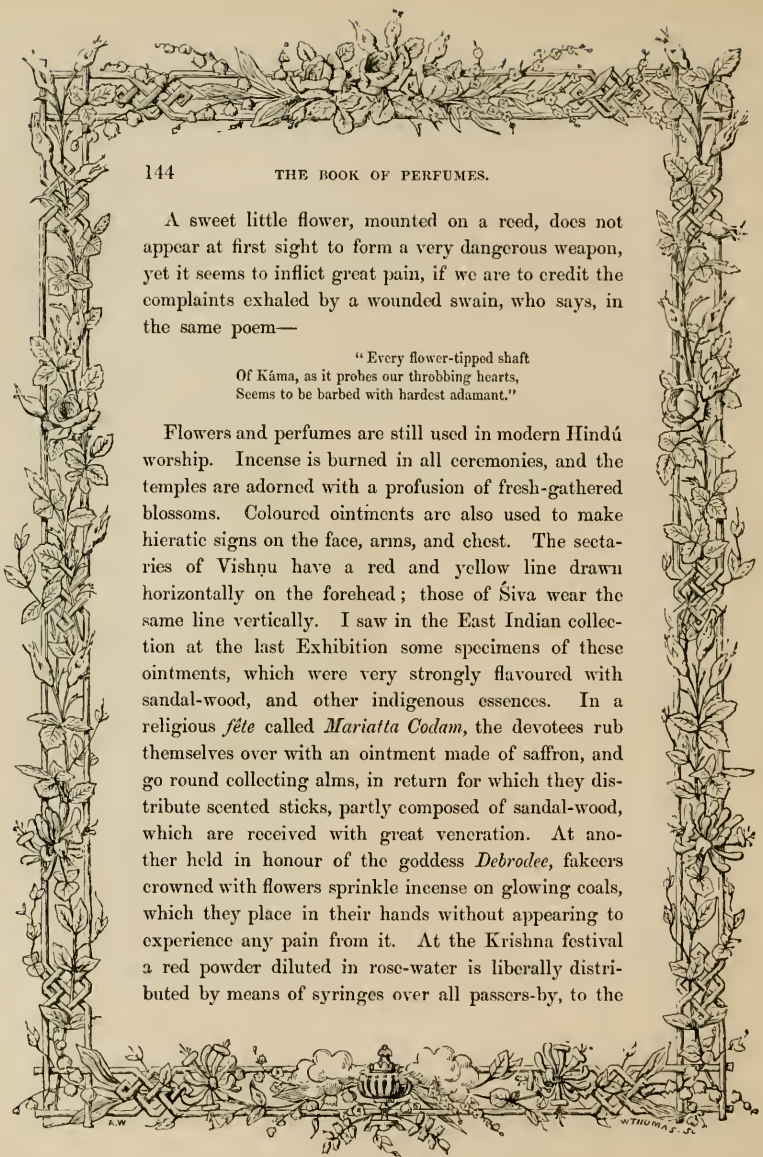 144 THE BOOK OF PERFUMES.
A sweet little flower, mounted on a reed, does not
appear at first sight to form a very dangerous weapon,
yet it seems to inflict great pain, if we are to credit the
complaints exhaled by a wounded swain, who says, in
the same poem—
“Every flower-tipped shaft
Of Káma, as it probes our throbbing hearts,
Seems to be barbed with hardest adamant.”
Flowers and perfumes are still used in modern Hindú
worship. Incense is burned in all ceremonies, and the
temples are adorned with a profusion of fresh-gathered
blossoms. Coloured ointments are also used to make
hieratic signs on the face, arms, and chest. The secta-
ries of Vishṇu have a red and yellow line drawn
horizontally on the forehead; those of Śiva wear the
same line vertically. I saw in the East Indian collec-
tion at the last Exhibition some specimens of these
ointments, which were very strongly flavoured with
sandal-wood, and other indigenous essences. In a
religious fête called Mariatta Codam, the devotees rub
themselves over with an ointment made of saffron, and
go round collecting alms, in return for which they dis-
tribute scented sticks, partly composed of sandal-wood,
which are received with great veneration. At ano-
ther held in honour of the goddess Debrodee, fakeers
crowned with flowers sprinkle incense on glowing coals,
which they place in their hands without appearing to
experience any pain from it. At the Krishna festival
a red powder diluted in rose-water is liberally distri-
buted by means of syringes over all passers-by, to the
A.W W THOMAS. Sc